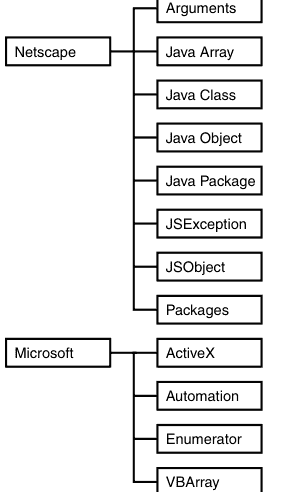 Arguments
Netscape
Java Array
Java Class
Java Object
Java Package
JSException
JSObject
Packages
Microsoft
ActiveX
Automation
Enumerator
VBArray